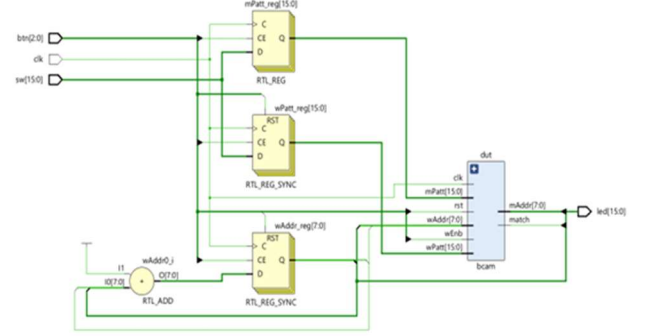 mPatt_reg[15:0]
btn[2:0]
clk
sw[15:0]
C
CE
D
Q
RTL_REG
wPatt_reg[15:0]
RST
C
CE
D
Q
RTL_REG_SYNC
dut
clk
mPatt[15:0]
rst
wAddr[7:0]
wEnb
wPatt[15:0]
mAddr[7:0]
match
bcam
led[15:0]
wAddr_reg[7:0]
RST
C
CE
D
Q
RTL_REG_SYNC
wAddr0_i
I1
I0[7:0]
+
O[7:0]
RTL_ADD